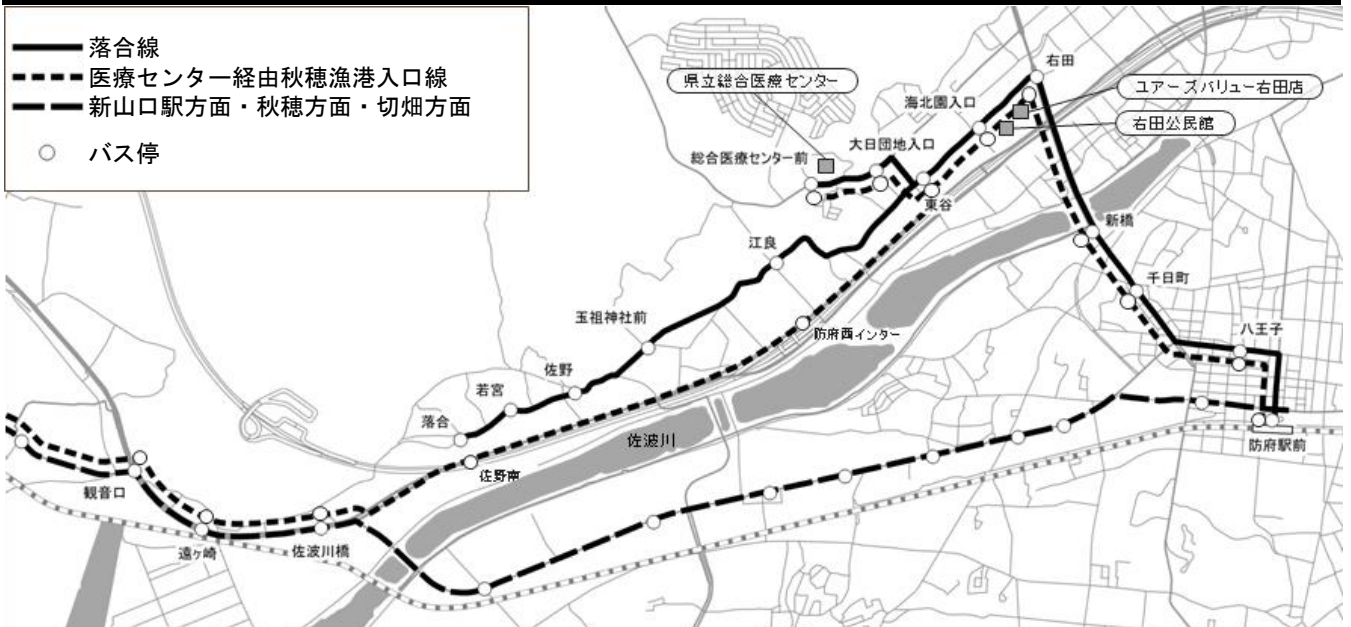 落合線
医療センター経由秋穂漁港入口線
新山口駅方面・秋穂方面・切畑方面
バス停
右田
県立総合医療センター
ユアーズバリュー右田店
海北園入口
右田公民館
大日団地入口
総合医療センター前
東谷
新橋
江良
千日町
玉祖神社前
防府西インター
八王子
佐野
若宮
落合
佐波川
防府駅前
佐野南
観音口
遠ヶ崎
佐波川橋